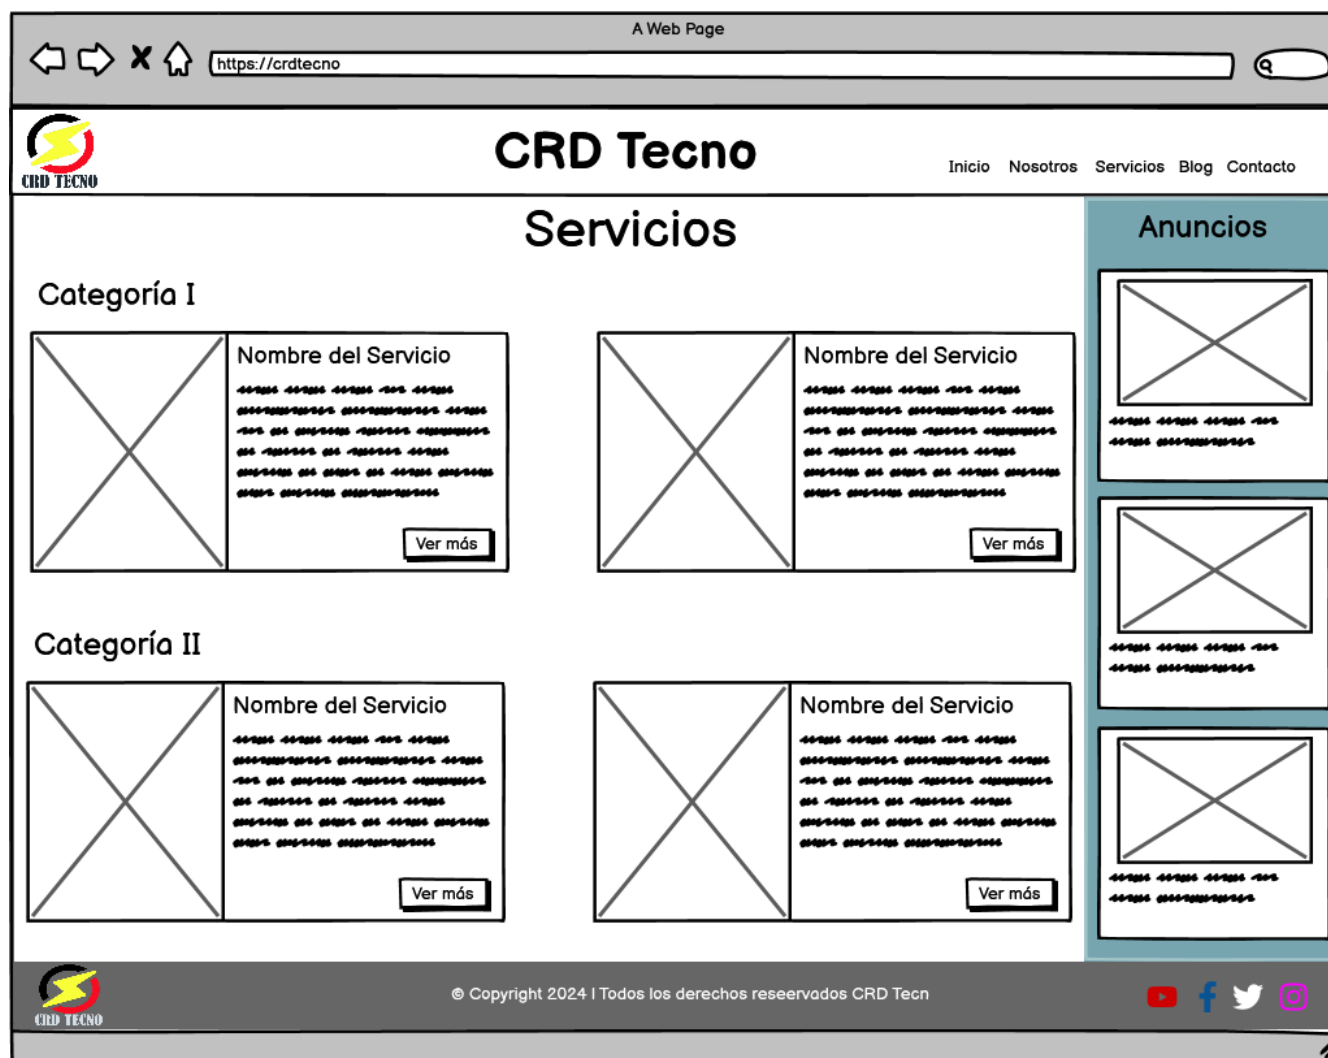 A Web Page
https://crdtecno
CRD TECNO
CRD Tecno
Inicio Nosotros Servicios Blog Contacto
Servicios
Categoría I
Nombre del Servicio
Ver más
Nombre del Servicio
Ver más
Categoría II
Nombre del Servicio
Ver más
Nombre del Servicio
Ver más
Anuncios
CRD TECNO
© Copyright 2024 | Todos los derechos reseervados CRD Tecn